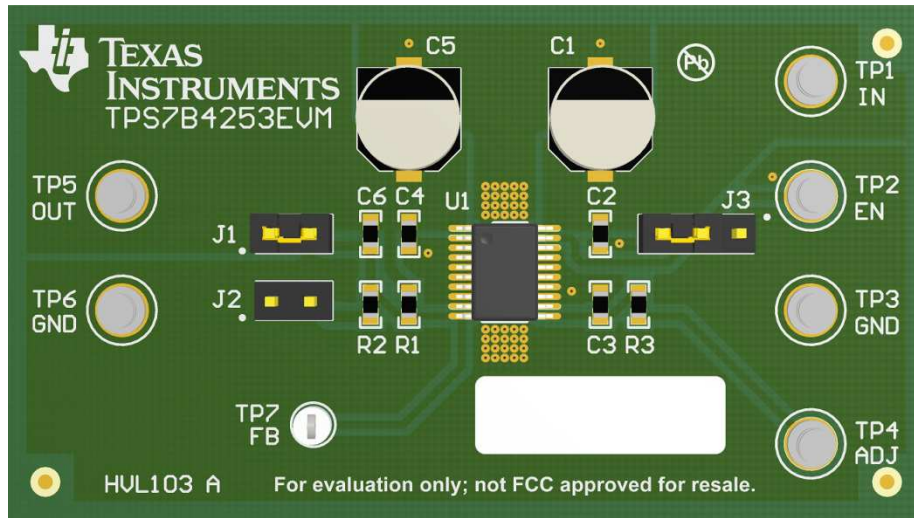 TEXAS
INSTRUMENTS
TPS7B4253EVM
C5
C1
Pb
TP1
IN
TP5
OUT
C6
C4
U1
C2
J3
TP2
EN
J1
TP6
GND
J2
R2
R1
C3
R3
TP3
GND
TP7
FB
TP4
ADJ
HVL103 A
For evaluation only; not FCC approved for resale.